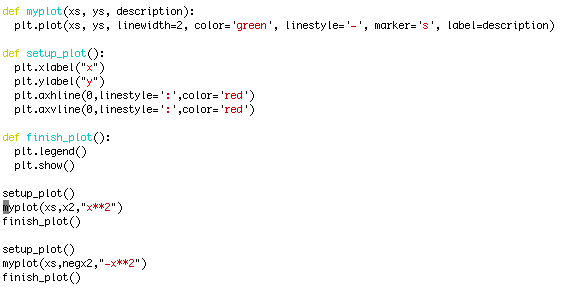 def myplot(xs, ys, description):
  plt.plot(xs, ys, linewidth=2, color='green', linestyle='-', marker='s', label=description)

def setup_plot():
  plt.xlabel("x")
  plt.ylabel("y")
  plt.axhline(0,linestyle=':',color='red')
  plt.axvline(0,linestyle=':',color='red')

def finish_plot():
  plt.legend()
  plt.show()

setup_plot()
myplot(xs,x2,"x**2")
finish_plot()

setup_plot()
myplot(xs,negx2,"-x**2")
finish_plot()